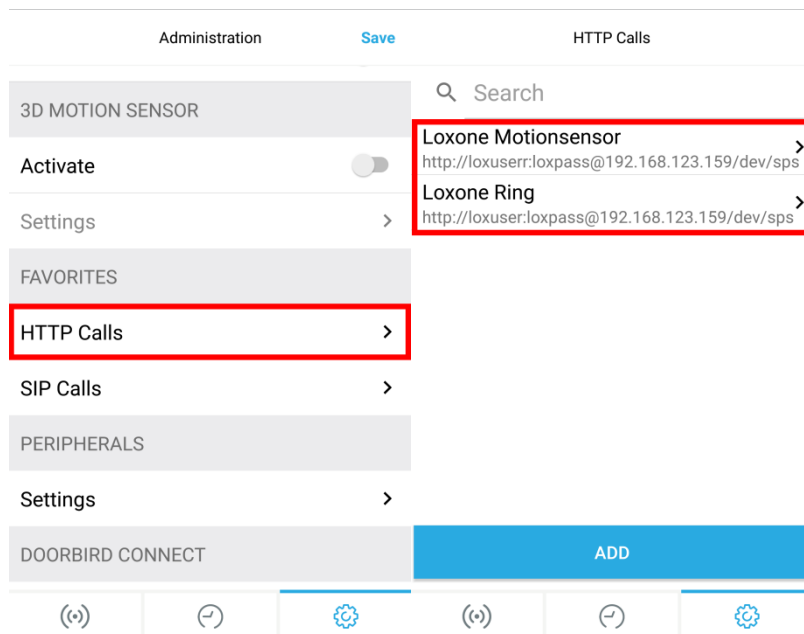 Administration
Save
3D MOTION SENSOR
Activate
Settings
FAVORITES
HTTP Calls
SIP Calls
PERIPHERALS
Settings
DOORBIRD CONNECT
HTTP Calls
Search
Loxone Motionsensor
http://loxuserr:loxpass@192.168.123.159/dev/sps
Loxone Ring
http://loxuser:loxpass@192.168.123.159/dev/sps
ADD